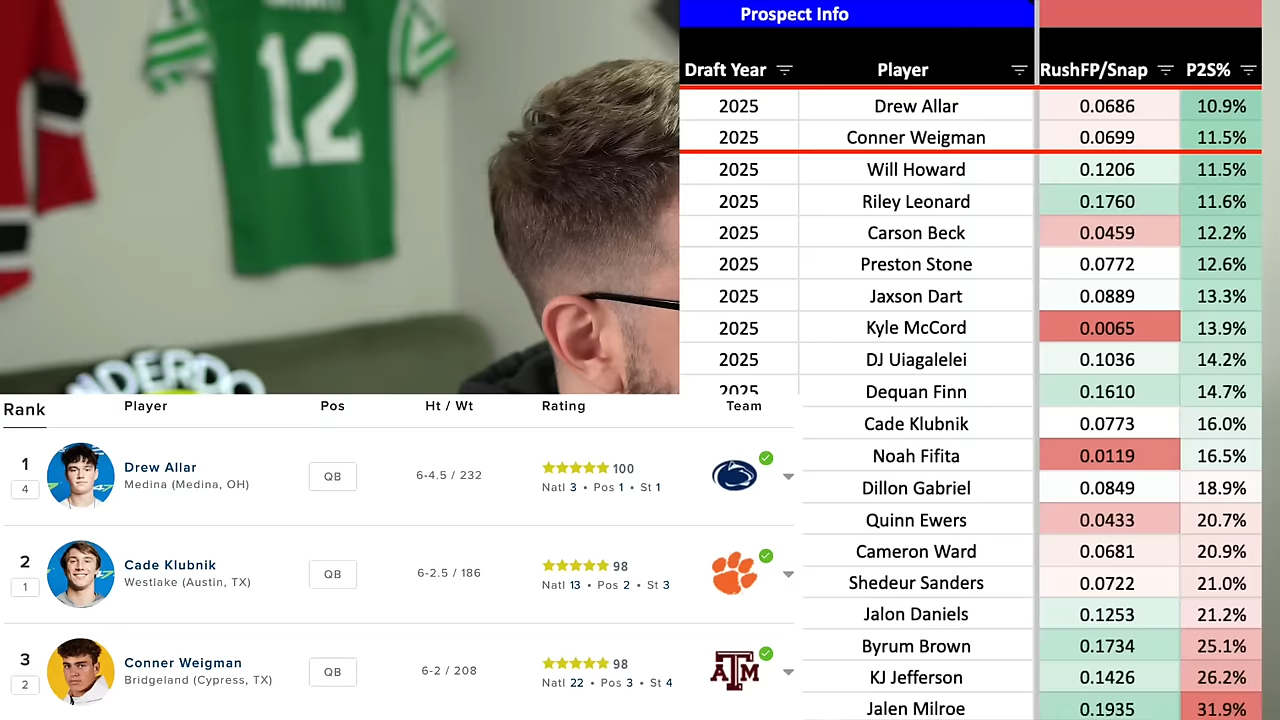 12
Prospect Info
Draft Year Player RushFP/Snap P2S%
2025 Drew Allar 0.0686 10.9%
2025 Conner Weigman 0.0699 11.5%
2025 Will Howard 0.1206 11.5%
2025 Riley Leonard 0.1760 11.6%
2025 Carson Beck 0.0459 12.2%
2025 Preston Stone 0.0772 12.6%
2025 Jaxson Dart 0.0889 13.3%
2025 Kyle McCord 0.0065 13.9%
2025 DJ Uiagalelei 0.1036 14.2%
2025 Dequan Finn 0.1610 14.7%
Cade Klubnik 0.0773 16.0%
Noah Fifita 0.0119 16.5%
Dillon Gabriel 0.0849 18.9%
Quinn Ewers 0.0433 20.7%
Cameron Ward 0.0681 20.9%
Shedeur Sanders 0.0722 21.0%
Jalon Daniels 0.1253 21.2%
Byrum Brown 0.1734 25.1%
KJ Jefferson 0.1426 26.2%
Jalen Milroe 0.1935 31.9%
Rank Player Pos Ht / Wt Rating Team
1 Drew Allar QB 6-4.5 / 232 100
4 Medina (Medina, OH) Natl 3 • Pos 1 • St 1
2 Cade Klubnik QB 6-2.5 / 186 98
1 Westlake (Austin, TX) Natl 13 • Pos 2 • St 3
3 Conner Weigman QB 6-2 / 208 98
2 Bridgeland (Cypress, TX) Natl 22 • Pos 3 • St 4
ATM